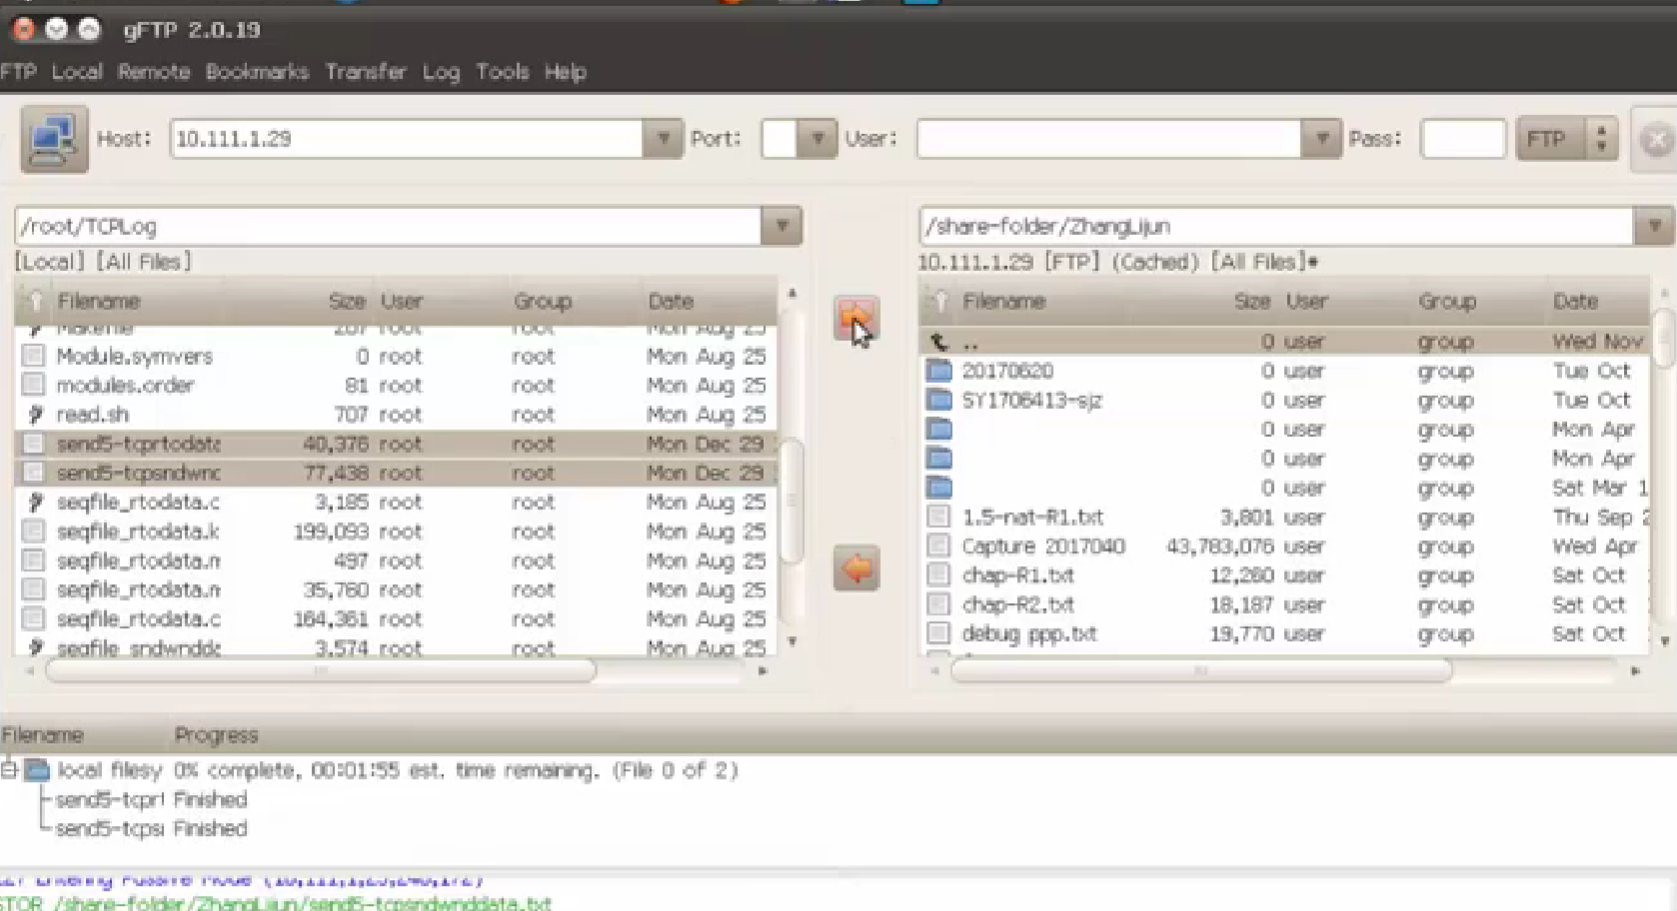 gFTP 2.0.19
FTP Local Remote Bookmarks Transfer Log Tools Help
Host: 10.111.1.29 Port: User: Pass: FTP
/root/TCPLog
[Local] [All Files]
Filename Size User Group Date
Makefile 207 root root Mon Aug 25
Module.symvers 0 root root Mon Aug 25
modules.order 81 root root Mon Aug 25
read.sh 707 root root Mon Aug 25
send5-tcprtodata 40,376 root root Mon Dec 29
send5-tcpsndwnd 77,438 root root Mon Dec 29
seqfile_rtodata.c 3,185 root root Mon Aug 25
seqfile_rtodata.k 199,093 root root Mon Aug 25
seqfile_rtodata.m 497 root root Mon Aug 25
seqfile_rtodata.m 35,760 root root Mon Aug 25
seqfile_rtodata.o 164,361 root root Mon Aug 25
seqfile_sndwndda 3,574 root root Mon Aug 25
/share-folder/ZhangLijun
10.111.1.29 [FTP] (Cached) [All Files]*
Filename Size User Group Date
.. 0 user group Wed Nov
20170620 0 user group Tue Oct
SY1706413-sjz 0 user group Tue Oct
0 user group Mon Apr
0 user group Mon Apr
0 user group Sat Mar 1
1.5-nat-R1.txt 3,801 user group Thu Sep 2
Capture 2017040 43,783,076 user group Wed Apr
chap-R1.txt 12,260 user group Sat Oct
chap-R2.txt 18,187 user group Sat Oct
debug ppp.txt 19,770 user group Sat Oct
Filename Progress
local filesy 0% complete, 00:01:55 est. time remaining. (File 0 of 2)
send5-tcpr Finished
send5-tcps Finished
Entering Passive Mode
STOR /share-folder/ZhangLijun/send5-tcpsndwnddata.txt